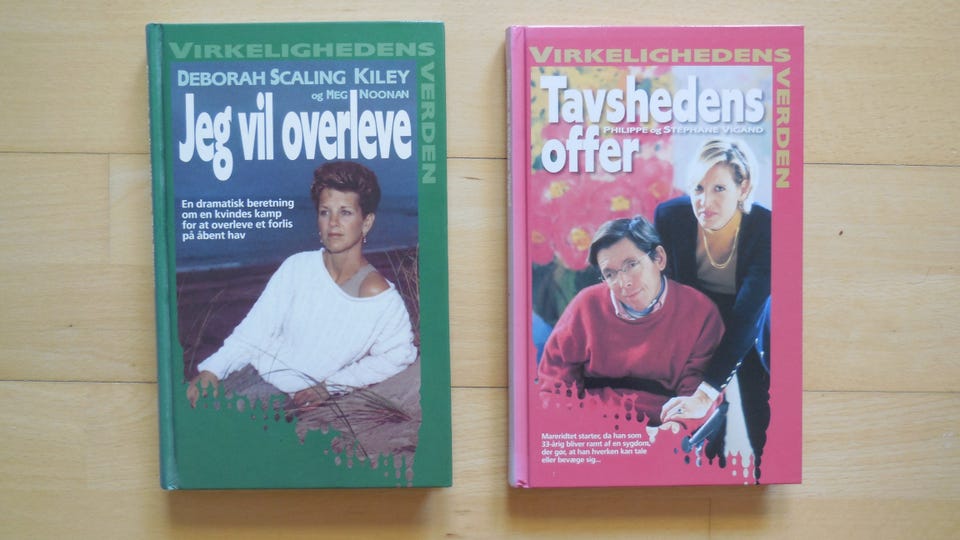 VIRKELIGHEDENS
VERDEN
DEBORAH SCALING KILEY
OG MEG NOONAN
Jeg vil overleve
En dramatisk beretning
om en kvindes kamp
for at overleve et forlis
på åbent hav
VIRKELIGHEDENS
VERDEN
Tavshedens
PHILIPPE OG STÉPHANE VIGAND
offer
Mareridtet starter, da han som
33-årig bliver ramt af en sygdom,
der gør, at han hverken kan tale
eller bevæge sig...